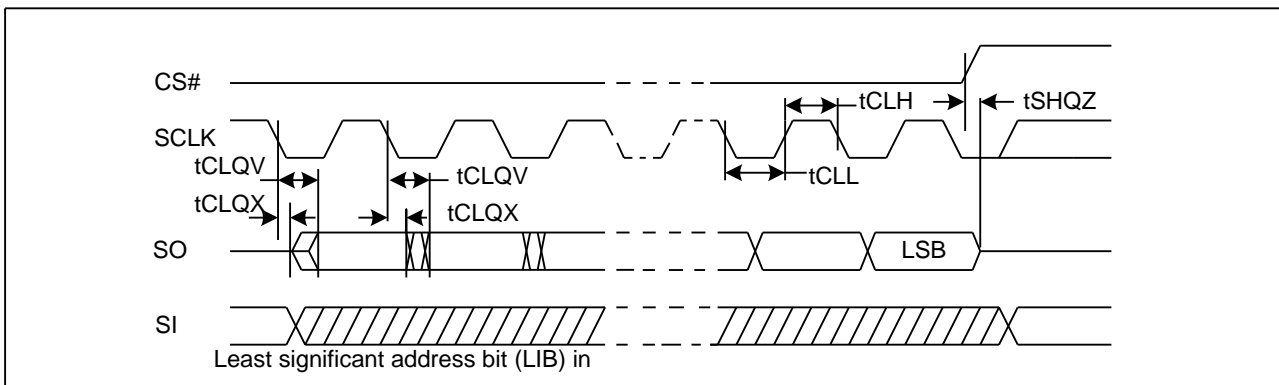 CS#
tCLH
tSHQZ
SCLK
tCLQV
tCLQV
tCLL
tCLQX
tCLQX
SO
LSB
SI
Least significant address bit (LIB) in